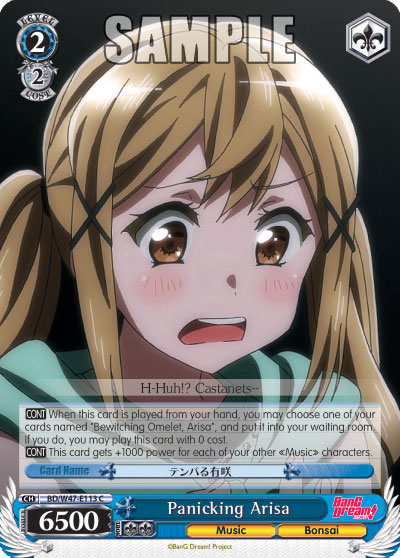 LEVEL
2
2
COST
SAMPLE
H-Huh!? Castanets--
CONT When this card is played from your hand, you may choose one of your
cards named "Bewitching Omelet, Arisa", and put it into your waiting room.
If you do, you may play this card with 0 cost.
CONT This card gets +1000 power for each of your other «Music» characters.
Card Name テンパる有咲
CH BD/W47-E113 C
Panicking Arisa
BanG Dream!
POWER
6500
SOUL
Music
Bonsai
©BanG Dream! Project